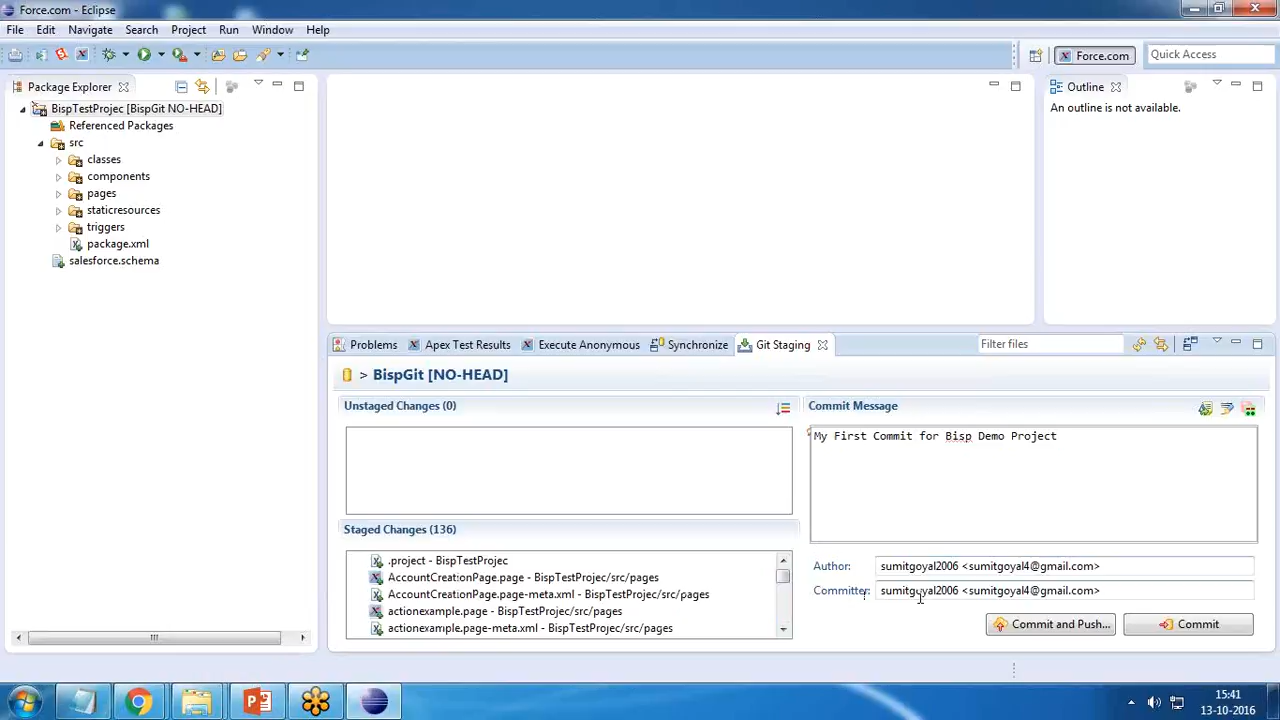 Force.com - Eclipse
File Edit Navigate Search Project Run Window Help
Force.com
Quick Access
Package Explorer
Outline
BispTestProjec [BispGit NO-HEAD]
An outline is not available.
Referenced Packages
src
classes
components
pages
staticresources
triggers
package.xml
salesforce.schema
Problems Apex Test Results Execute Anonymous Synchronize Git Staging
Filter files
> BispGit [NO-HEAD]
Unstaged Changes (0)
Commit Message
My First Commit for Bisp Demo Project
Staged Changes (136)
.project - BispTestProjec
AccountCreationPage.page - BispTestProjec/src/pages
AccountCreationPage.page-meta.xml - BispTestProjec/src/pages
actionexample.page - BispTestProjec/src/pages
actionexample.page-meta.xml - BispTestProjec/src/pages
Author: sumitgoyal2006 <sumitgoyal4@gmail.com>
Committer: sumitgoyal2006 <sumitgoyal4@gmail.com>
Commit and Push...
Commit
15:41
13-10-2016